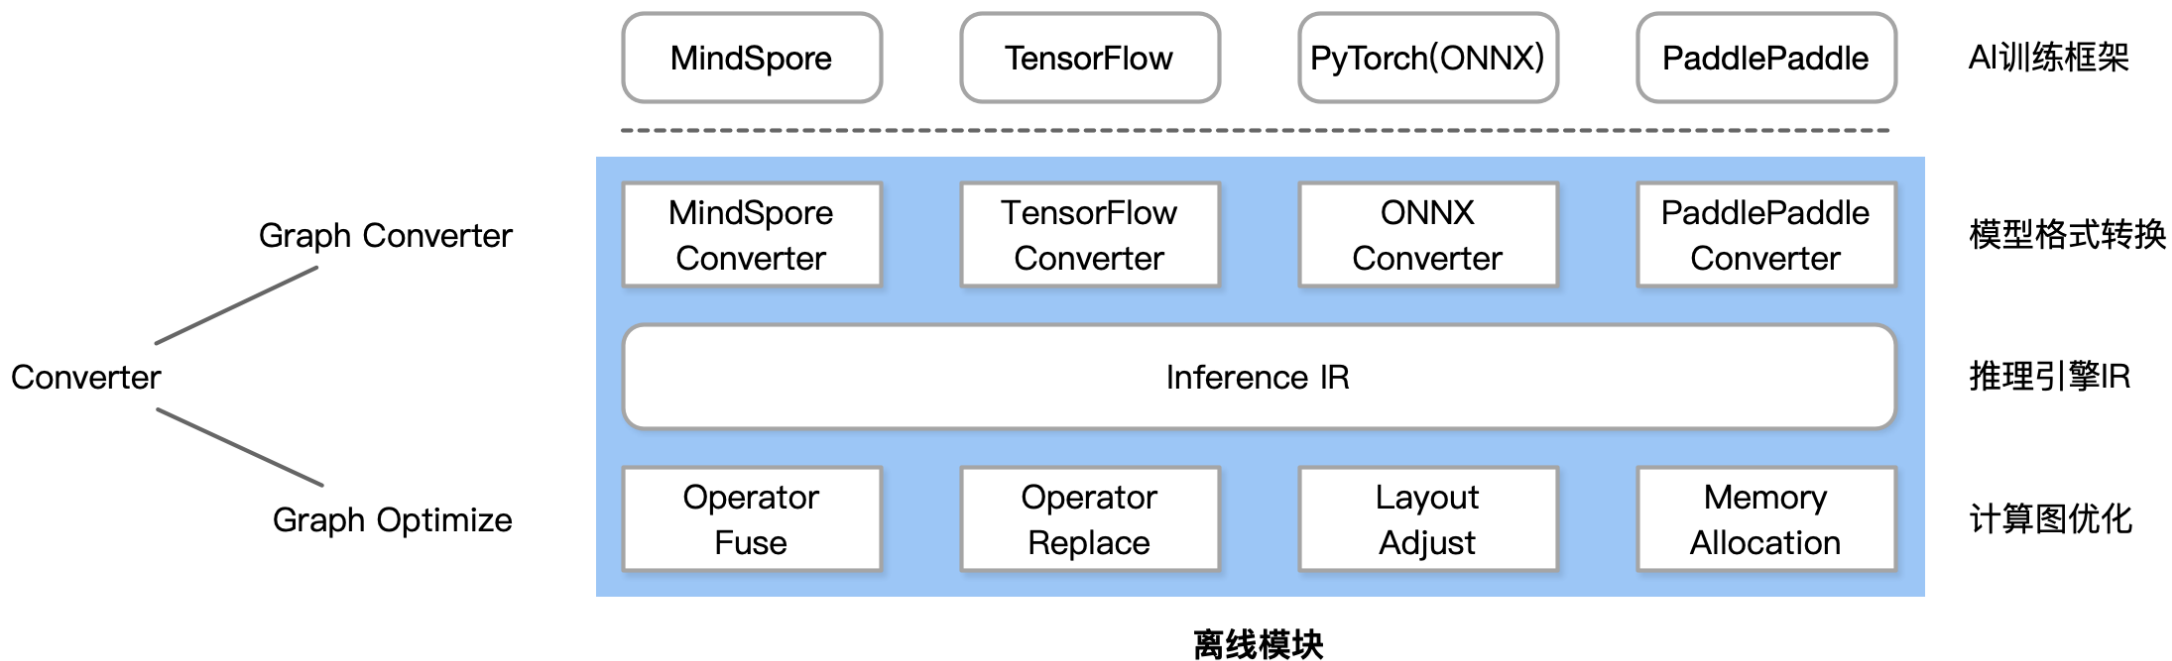 MindSpore
TensorFlow
PyTorch(ONNX)
PaddlePaddle
AI训练框架
Graph Converter
MindSpore
Converter
TensorFlow
Converter
ONNX
Converter
PaddlePaddle
Converter
模型格式转换
Converter
Inference IR
推理引擎IR
Graph Optimize
Operator
Fuse
Operator
Replace
Layout
Adjust
Memory
Allocation
计算图优化
离线模块